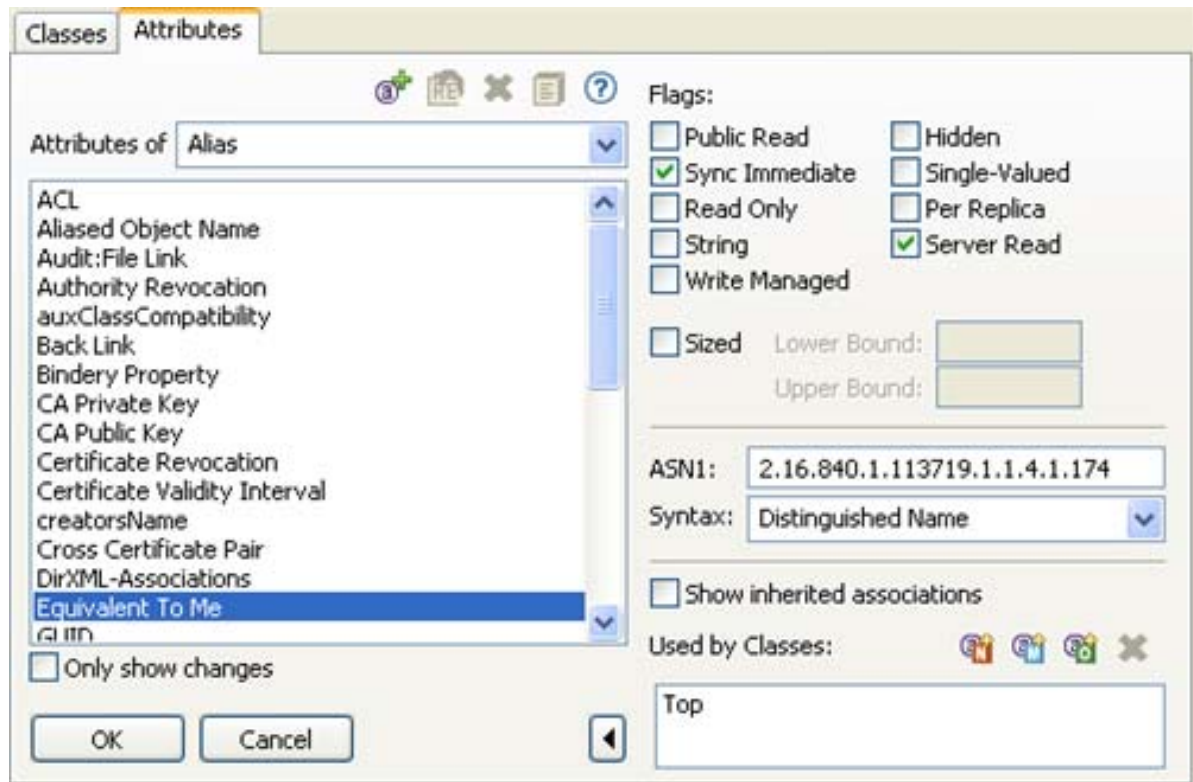 Classes
Attributes
Attributes of
Alias
ACL
Aliased Object Name
Audit:File Link
Authority Revocation
auxClassCompatibility
Back Link
Bindery Property
CA Private Key
CA Public Key
Certificate Revocation
Certificate Validity Interval
creatorsName
Cross Certificate Pair
DirXML-Associations
Equivalent To Me
GUID
Only show changes
OK
Cancel
Flags:
Public Read
Hidden
Sync Immediate
Single-Valued
Read Only
Per Replica
String
Server Read
Write Managed
Sized
Lower Bound:
Upper Bound:
ASN1:
2.16.840.1.113719.1.1.4.1.174
Syntax:
Distinguished Name
Show inherited associations
Used by Classes:
Top